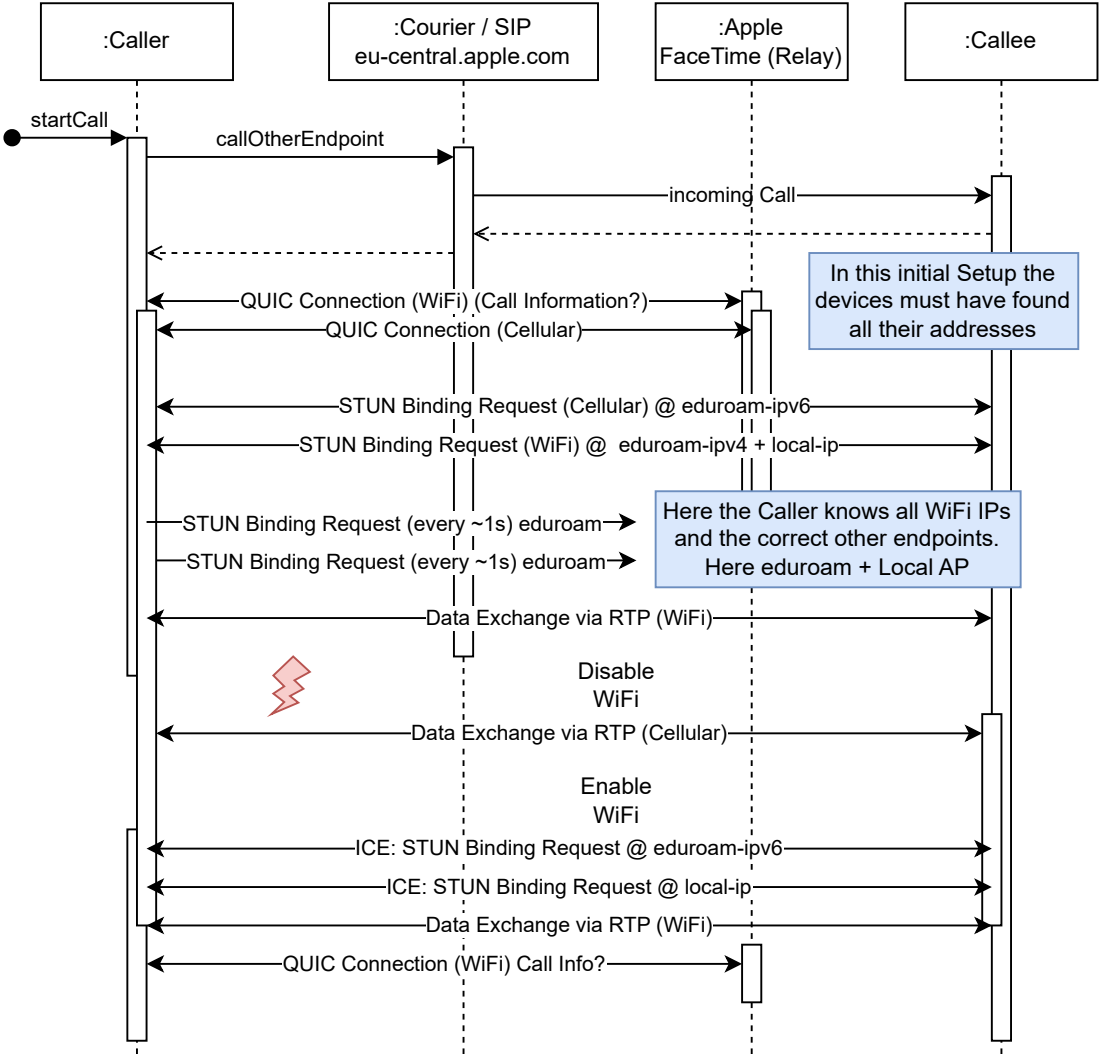 :Caller
:Courier / SIP
eu-central.apple.com
:Apple
FaceTime (Relay)
:Callee
startCall
callOtherEndpoint
incoming Call
In this initial Setup the
devices must have found
all their addresses
QUIC Connection (WiFi) (Call Information?)
QUIC Connection (Cellular)
STUN Binding Request (Cellular) @ eduroam-ipv6
STUN Binding Request (WiFi) @ eduroam-ipv4 + local-ip
Here the Caller knows all WiFi IPs
and the correct other endpoints.
Here eduroam + Local AP
STUN Binding Request (every ~1s) eduroam
STUN Binding Request (every ~1s) eduroam
Data Exchange via RTP (WiFi)
Disable
WiFi
Data Exchange via RTP (Cellular)
Enable
WiFi
ICE: STUN Binding Request @ eduroam-ipv6
ICE: STUN Binding Request @ local-ip
Data Exchange via RTP (WiFi)
QUIC Connection (WiFi) Call Info?